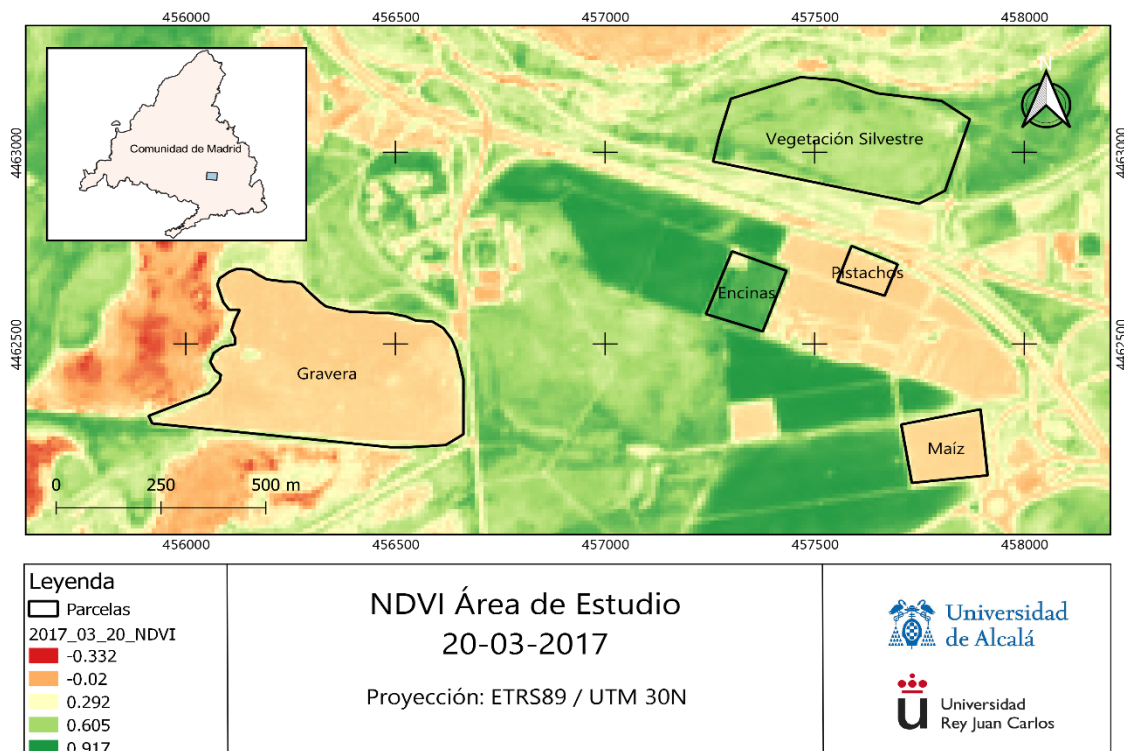 456000 456500 457000 457500 458000
Comunidad de Madrid
N
Vegetación Silvestre
4463000 4463000
Pistachos
Encinas
4462500 4462500
Gravera
Maíz
0 250 500 m
456000 456500 457000 457500 458000
Leyenda
Parcelas
2017_03_20_NDVI
-0.332
-0.02
0.292
0.605
0.917
NDVI Área de Estudio
20-03-2017
Proyección: ETRS89 / UTM 30N
Universidad
de Alcalá
u Universidad
Rey Juan Carlos